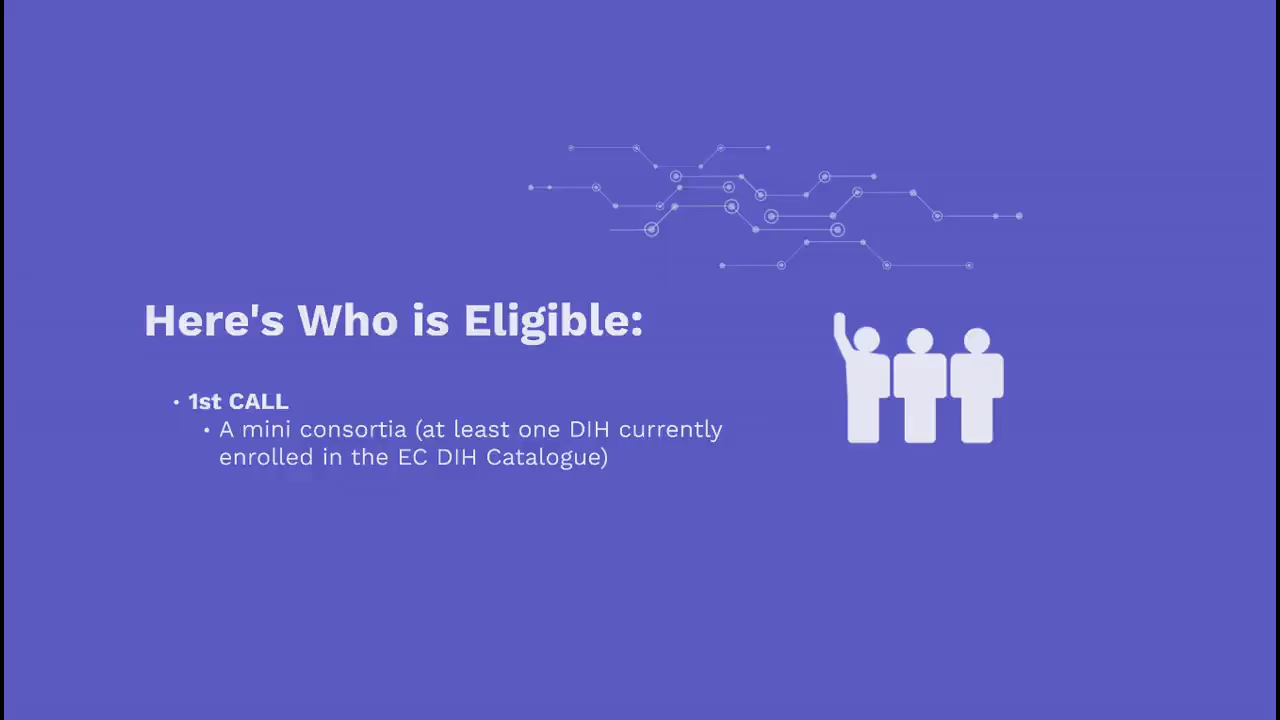 Here's Who is Eligible:
• 1st CALL
• A mini consortia (at least one DIH currently
enrolled in the EC DIH Catalogue)